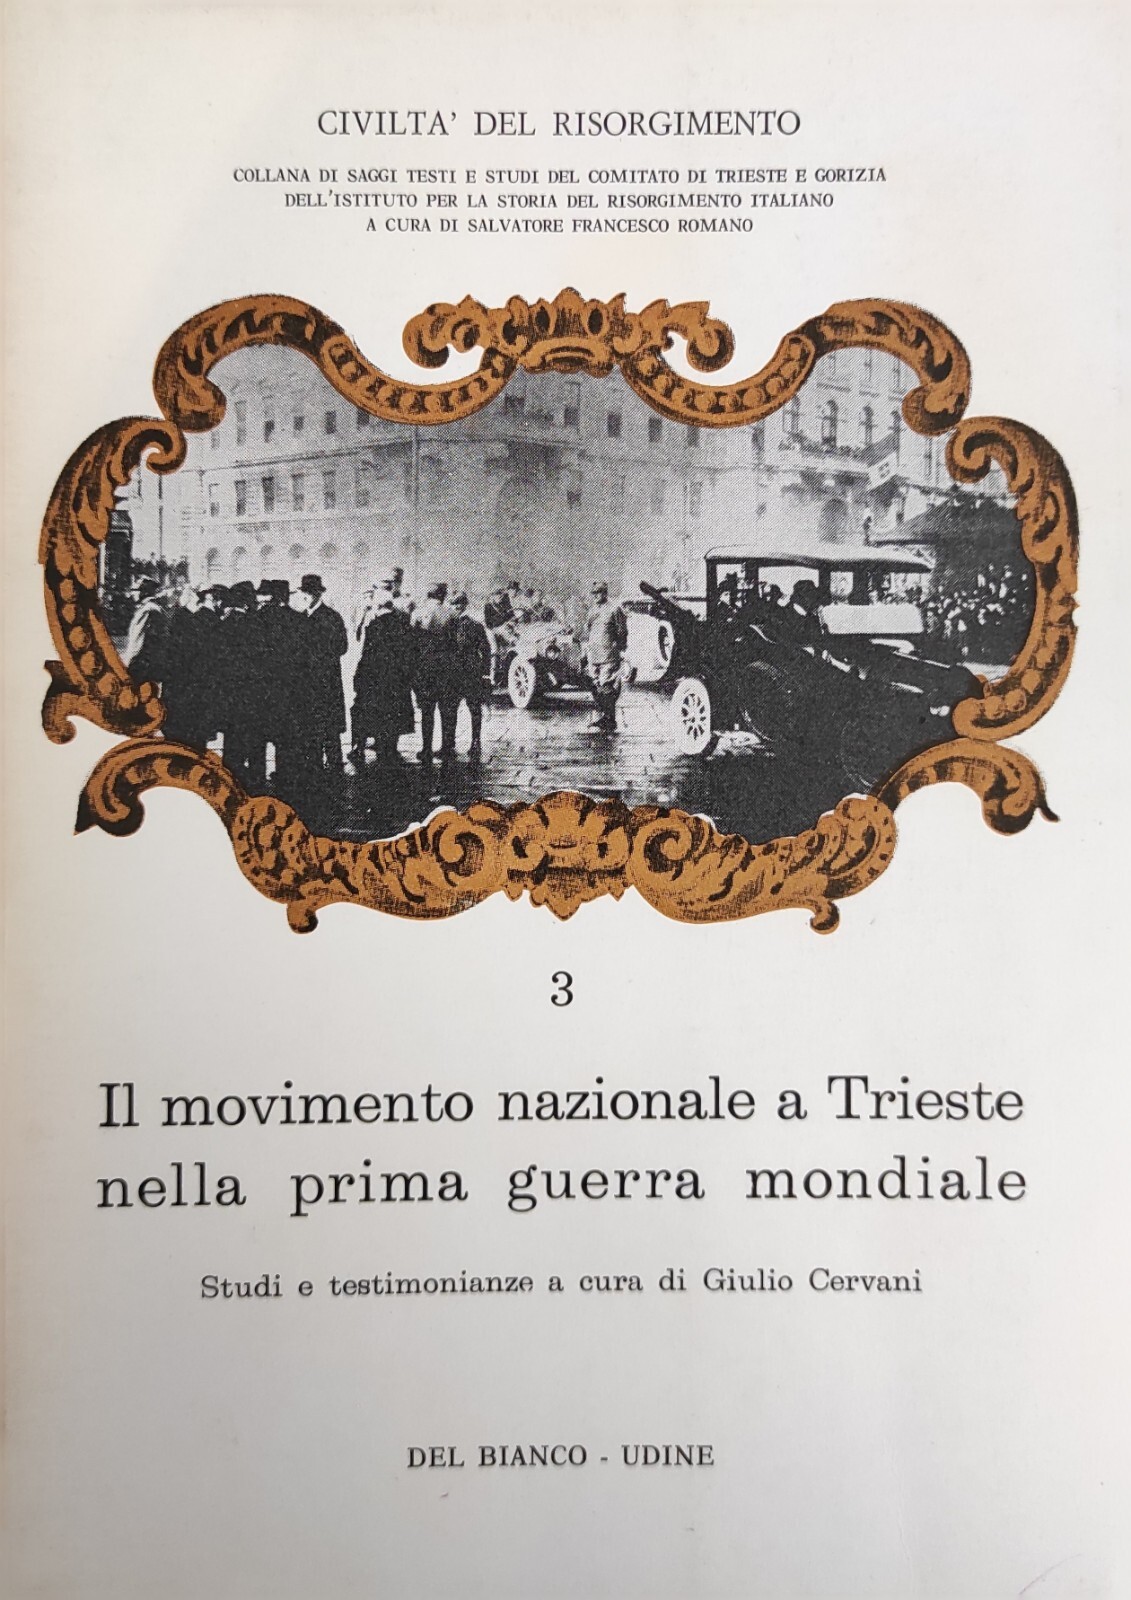 CIVILTA' DEL RISORGIMENTO
COLLANA DI SAGGI TESTI E STUDI DEL COMITATO DI TRIESTE E GORIZIA
DELL'ISTITUTO PER LA STORIA DEL RISORGIMENTO ITALIANO
A CURA DI SALVATORE FRANCESCO ROMANO
3
Il movimento nazionale a Trieste
nella prima guerra mondiale
Studi e testimonianze a cura di Giulio Cervani
DEL BIANCO - UDINE